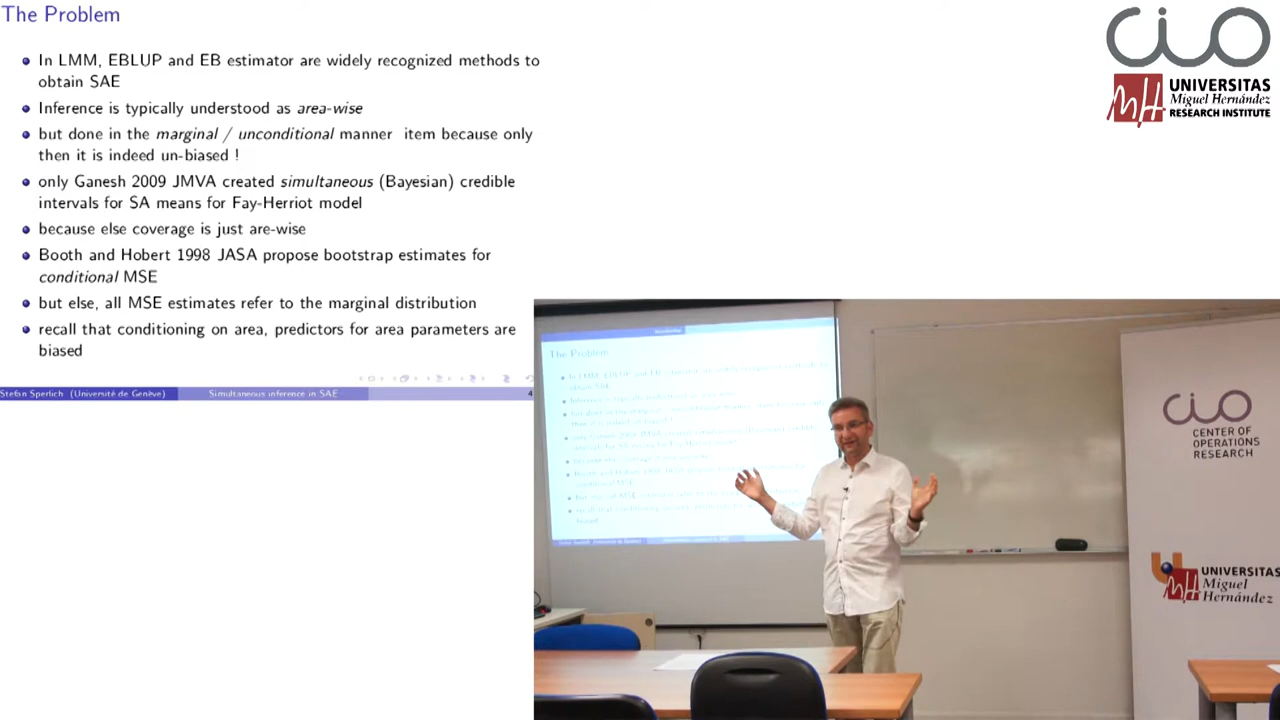 The Problem
In LMM, EBLUP and EB estimator are widely recognized methods to
obtain SAE
Inference is typically understood as area-wise
but done in the marginal / unconditional manner item because only
then it is indeed un-biased !
only Ganesh 2009 JMVA created simultaneous (Bayesian) credible
intervals for SA means for Fay-Herriot model
because else coverage is just are-wise
Booth and Hobert 1998 JASA propose bootstrap estimates for
conditional MSE
but else, all MSE estimates refer to the marginal distribution
recall that conditioning on area, predictors for area parameters are
biased
Stefan Sperlich (Université de Genève) Simultaneous inference in SAE 4
CIO
UNIVERSITAS
Miguel Hernández
RESEARCH INSTITUTE
The Problem
CIO
CENTER OF
OPERATIONS
RESEARCH
UNIVERSITAS
Miguel
Hernández